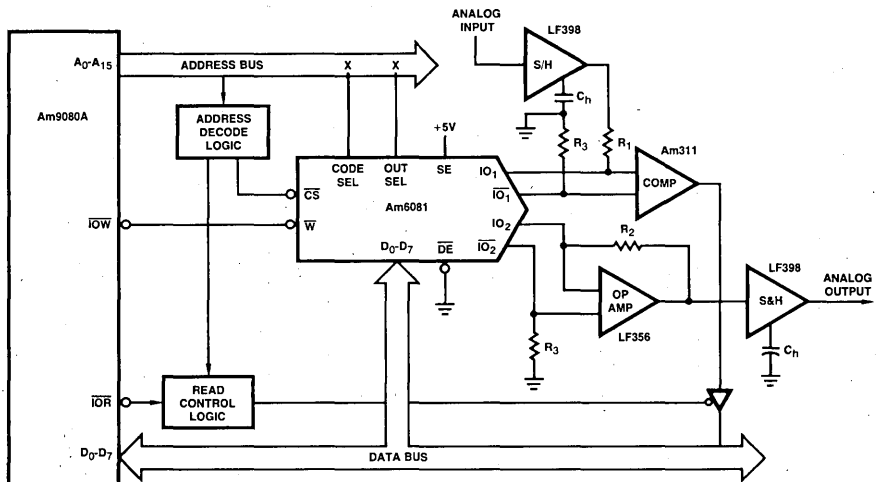 ANALOG
INPUT
LF398
S/H
Ch
A0-A15
ADDRESS BUS
X
X
Am9080A
ADDRESS
DECODE
LOGIC
+5V
R3
R1
Am311
COMP
CODE
SEL
OUT
SEL
SE
IO1
CS
Am6081
IO1
IOW
W
IO2
D0-D7
DE
IO2
R2
OP
AMP
LF356
LF398
S&H
ANALOG
OUTPUT
Ch
R3
IOR
READ
CONTROL
LOGIC
D0-D7
DATA BUS